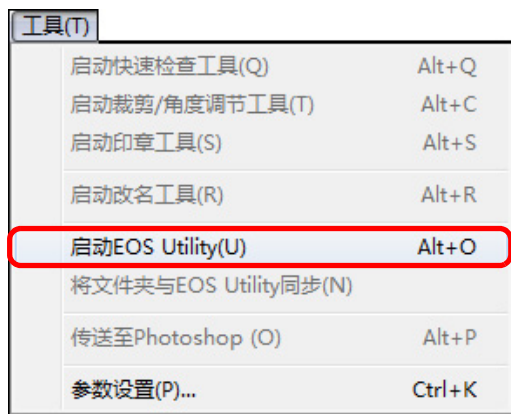 工具(T)
启动快速检查工具(Q) Alt+Q
启动裁剪/角度调节工具(T) Alt+C
启动印章工具(S) Alt+S
启动改名工具(R) Alt+R
启动EOS Utility(U) Alt+O
将文件夹与EOS Utility同步(N)
传送至Photoshop (O) Alt+P
参数设置(P)... Ctrl+K